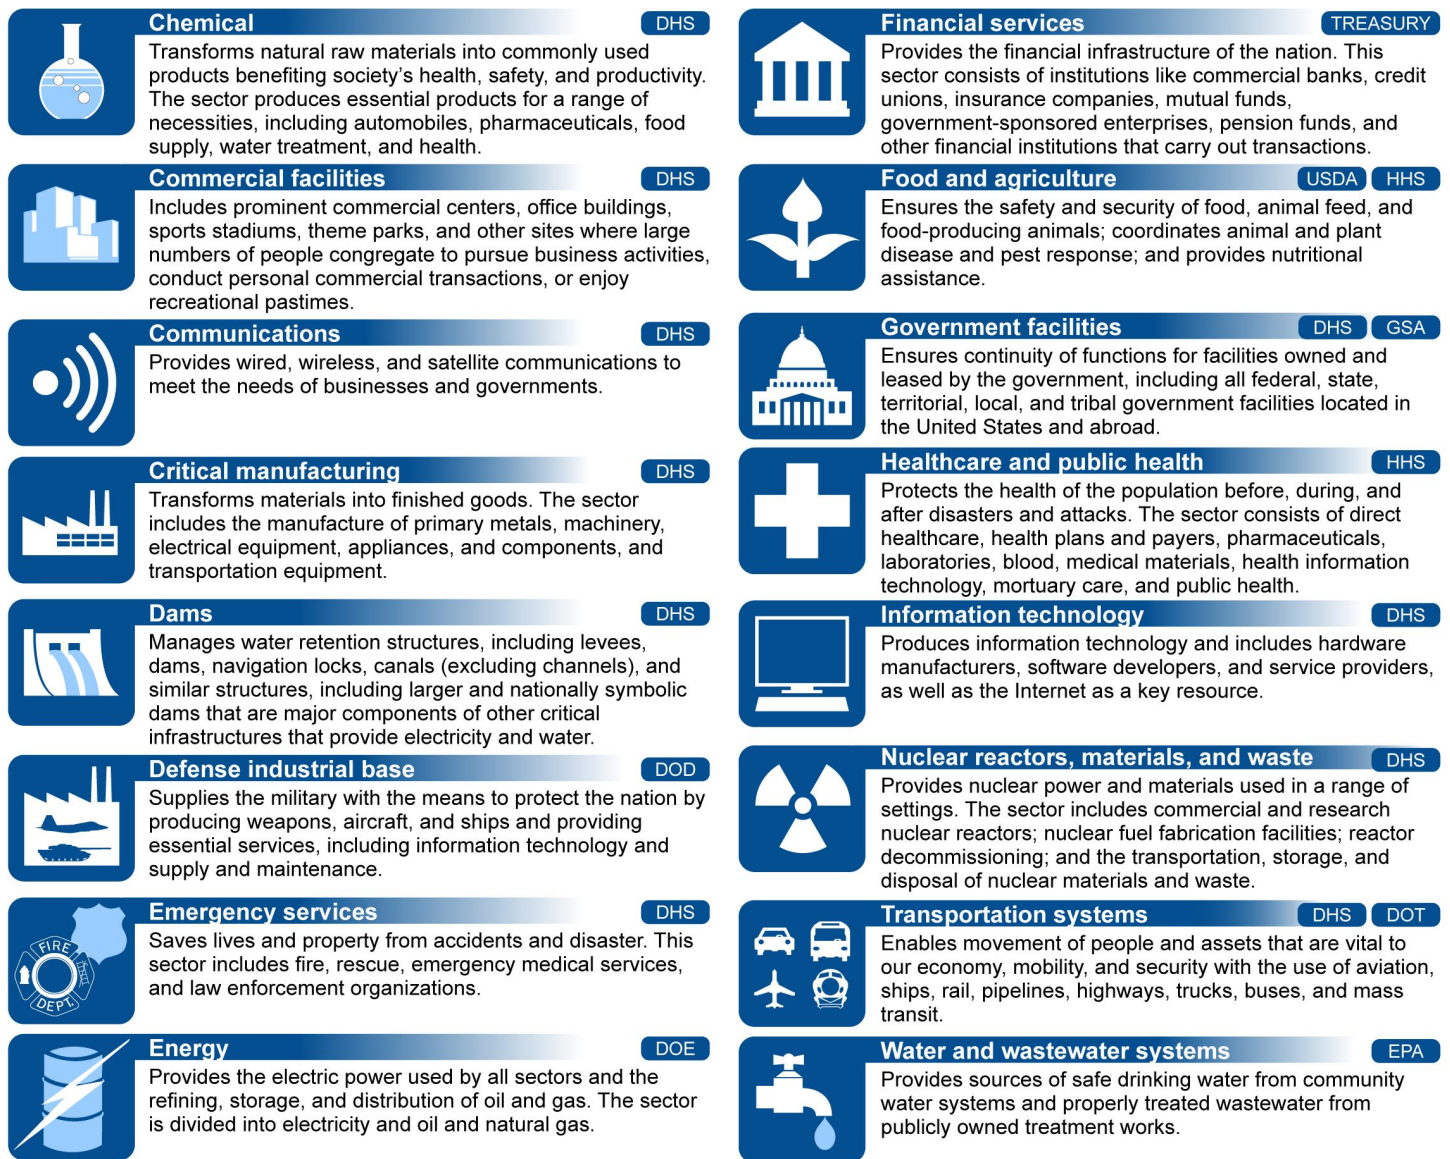 Chemical DHS
Transforms natural raw materials into commonly used
products benefiting society's health, safety, and productivity.
The sector produces essential products for a range of
necessities, including automobiles, pharmaceuticals, food
supply, water treatment, and health.
Commercial facilities DHS
Includes prominent commercial centers, office buildings,
sports stadiums, theme parks, and other sites where large
numbers of people congregate to pursue business activities,
conduct personal commercial transactions, or enjoy
recreational pastimes.
Communications DHS
Provides wired, wireless, and satellite communications to
meet the needs of businesses and governments.
Critical manufacturing DHS
Transforms materials into finished goods. The sector
includes the manufacture of primary metals, machinery,
electrical equipment, appliances, and components, and
transportation equipment.
Dams DHS
Manages water retention structures, including levees,
dams, navigation locks, canals (excluding channels), and
similar structures, including larger and nationally symbolic
dams that are major components of other critical
infrastructures that provide electricity and water.
Defense industrial base DOD
Supplies the military with the means to protect the nation by
producing weapons, aircraft, and ships and providing
essential services, including information technology and
supply and maintenance.
FIRE
DEPT.
Emergency services DHS
Saves lives and property from accidents and disaster. This
sector includes fire, rescue, emergency medical services,
and law enforcement organizations.
Energy DOE
Provides the electric power used by all sectors and the
refining, storage, and distribution of oil and gas. The sector
is divided into electricity and oil and natural gas.
Financial services TREASURY
Provides the financial infrastructure of the nation. This
sector consists of institutions like commercial banks, credit
unions, insurance companies, mutual funds,
government-sponsored enterprises, pension funds, and
other financial institutions that carry out transactions.
Food and agriculture USDA HHS
Ensures the safety and security of food, animal feed, and
food-producing animals; coordinates animal and plant
disease and pest response; and provides nutritional
assistance.
Government facilities DHS GSA
Ensures continuity of functions for facilities owned and
leased by the government, including all federal, state,
territorial, local, and tribal government facilities located in
the United States and abroad.
Healthcare and public health HHS
Protects the health of the population before, during, and
after disasters and attacks. The sector consists of direct
healthcare, health plans and payers, pharmaceuticals,
laboratories, blood, medical materials, health information
technology, mortuary care, and public health.
Information technology DHS
Produces information technology and includes hardware
manufacturers, software developers, and service providers,
as well as the Internet as a key resource.
Nuclear reactors, materials, and waste DHS
Provides nuclear power and materials used in a range of
settings. The sector includes commercial and research
nuclear reactors; nuclear fuel fabrication facilities; reactor
decommissioning; and the transportation, storage, and
disposal of nuclear materials and waste.
Transportation systems DHS DOT
Enables movement of people and assets that are vital to
our economy, mobility, and security with the use of aviation,
ships, rail, pipelines, highways, trucks, buses, and mass
transit.
Water and wastewater systems EPA
Provides sources of safe drinking water from community
water systems and properly treated wastewater from
publicly owned treatment works.